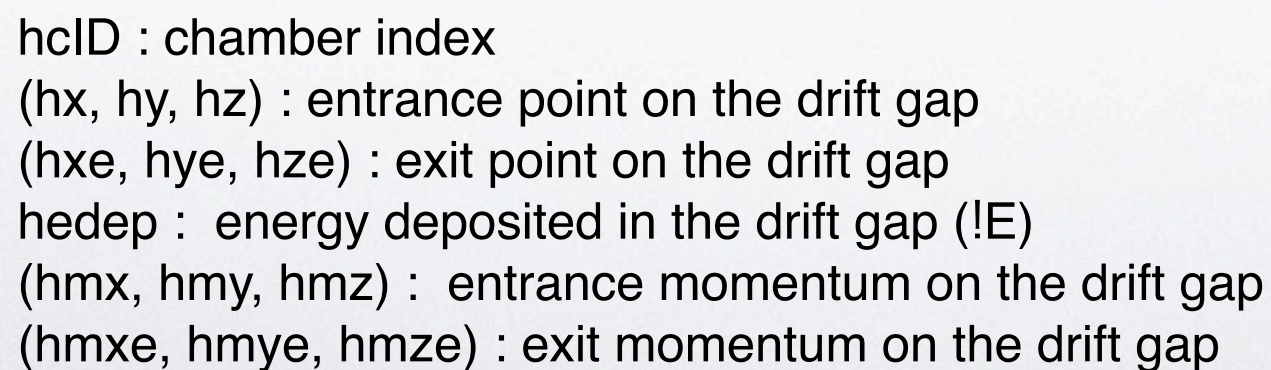 hcID : chamber index
(hx, hy, hz) : entrance point on the drift gap
(hxe, hye, hze) : exit point on the drift gap
hedep :  energy deposited in the drift gap (!E)
(hmx, hmy, hmz) :  entrance momentum on the drift gap
(hmxe, hmye, hmze) : exit momentum on the drift gap